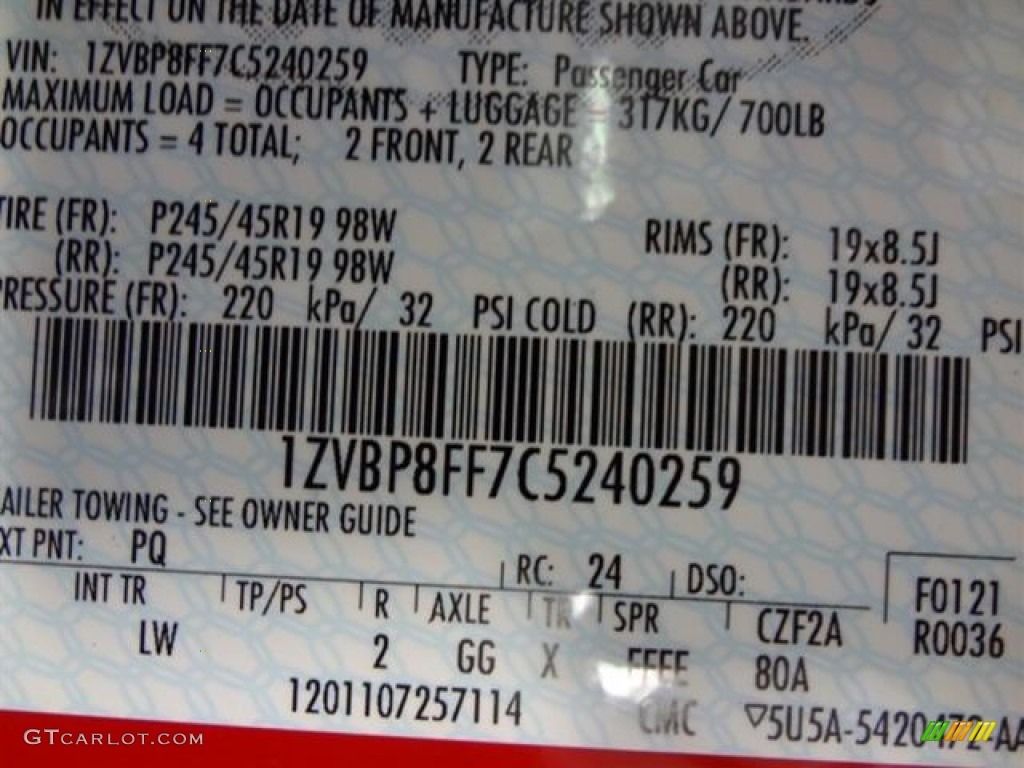 IN EFFECT ON THE DATE OF MANUFACTURE SHOWN ABOVE.
VIN: 1ZVBP8FF7C5240259 TYPE: Passenger Car
MAXIMUM LOAD = OCCUPANTS + LUGGAGE = 317KG/ 700LB
OCCUPANTS = 4 TOTAL; 2 FRONT, 2 REAR
TIRE (FR): P245/45R19 98W RIMS (FR): 19x8.5J
(RR): P245/45R19 98W (RR): 19x8.5J
PRESSURE (FR): 220 kPa/ 32 PSI COLD (RR): 220 kPa/ 32 PSI
1ZVBP8FF7C5240259
AILER TOWING - SEE OWNER GUIDE
XT PNT: PQ RC: 24 DSO: F0121
INT TR TP/PS R AXLE TR SPR CZF2A R0036
LW 2 GG X FFFF 80A
1201107257114 CMC ▽5U5A-5420472-AA
GTCARLOT.COM